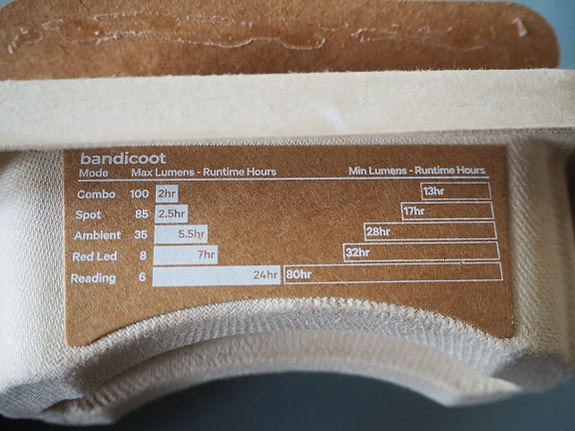 bandicoot
Mode Max Lumens - Runtime Hours Min Lumens - Runtime Hours
Combo 100 2hr 13hr
Spot 85 2.5hr 17hr
Ambient 35 5.5hr 28hr
Red Led 8 7hr 32hr
Reading 6 24hr 80hr